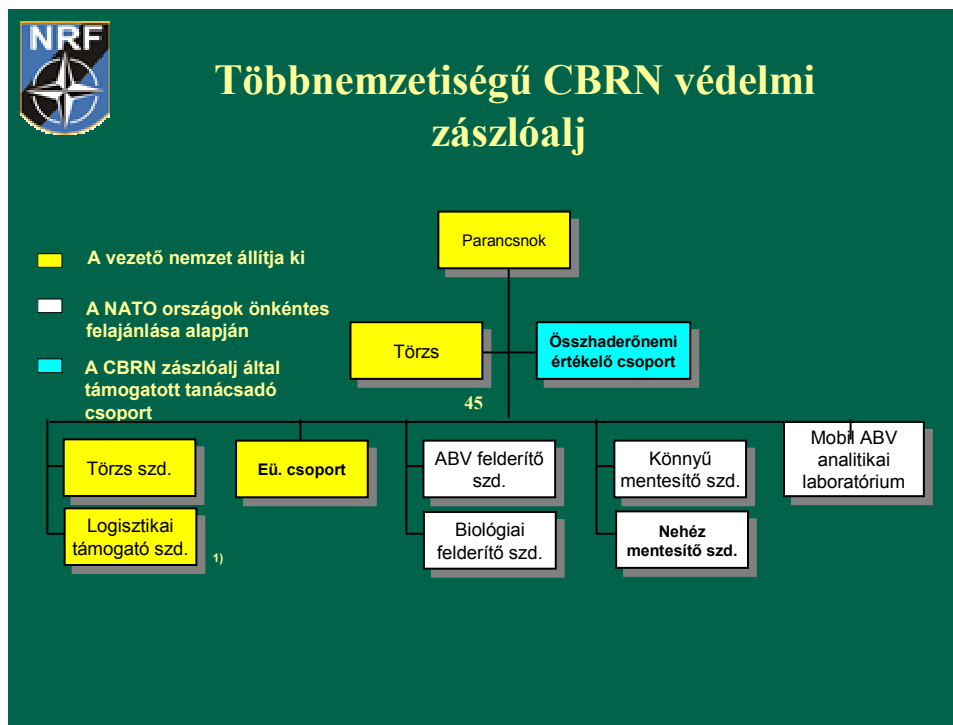 NRF
Többnemzetiségű CBRN védelmi
zászlóalj
Parancsnok
A vezető nemzet állítja ki
A NATO országok önkéntes
felajánlása alapján
A CBRN zászlóalj által
támogatott tanácsadó
csoport
Törzs
Összhaderőnemi
értékelő csoport
45
Törzs szd.
Eü. csoport
ABV felderítő
szd.
Könnyű
mentesítő szd.
Mobil ABV
analitikai
laboratórium
Logisztikai
támogató szd.
1)
Biológiai
felderítő szd.
Nehéz
mentesítő szd.